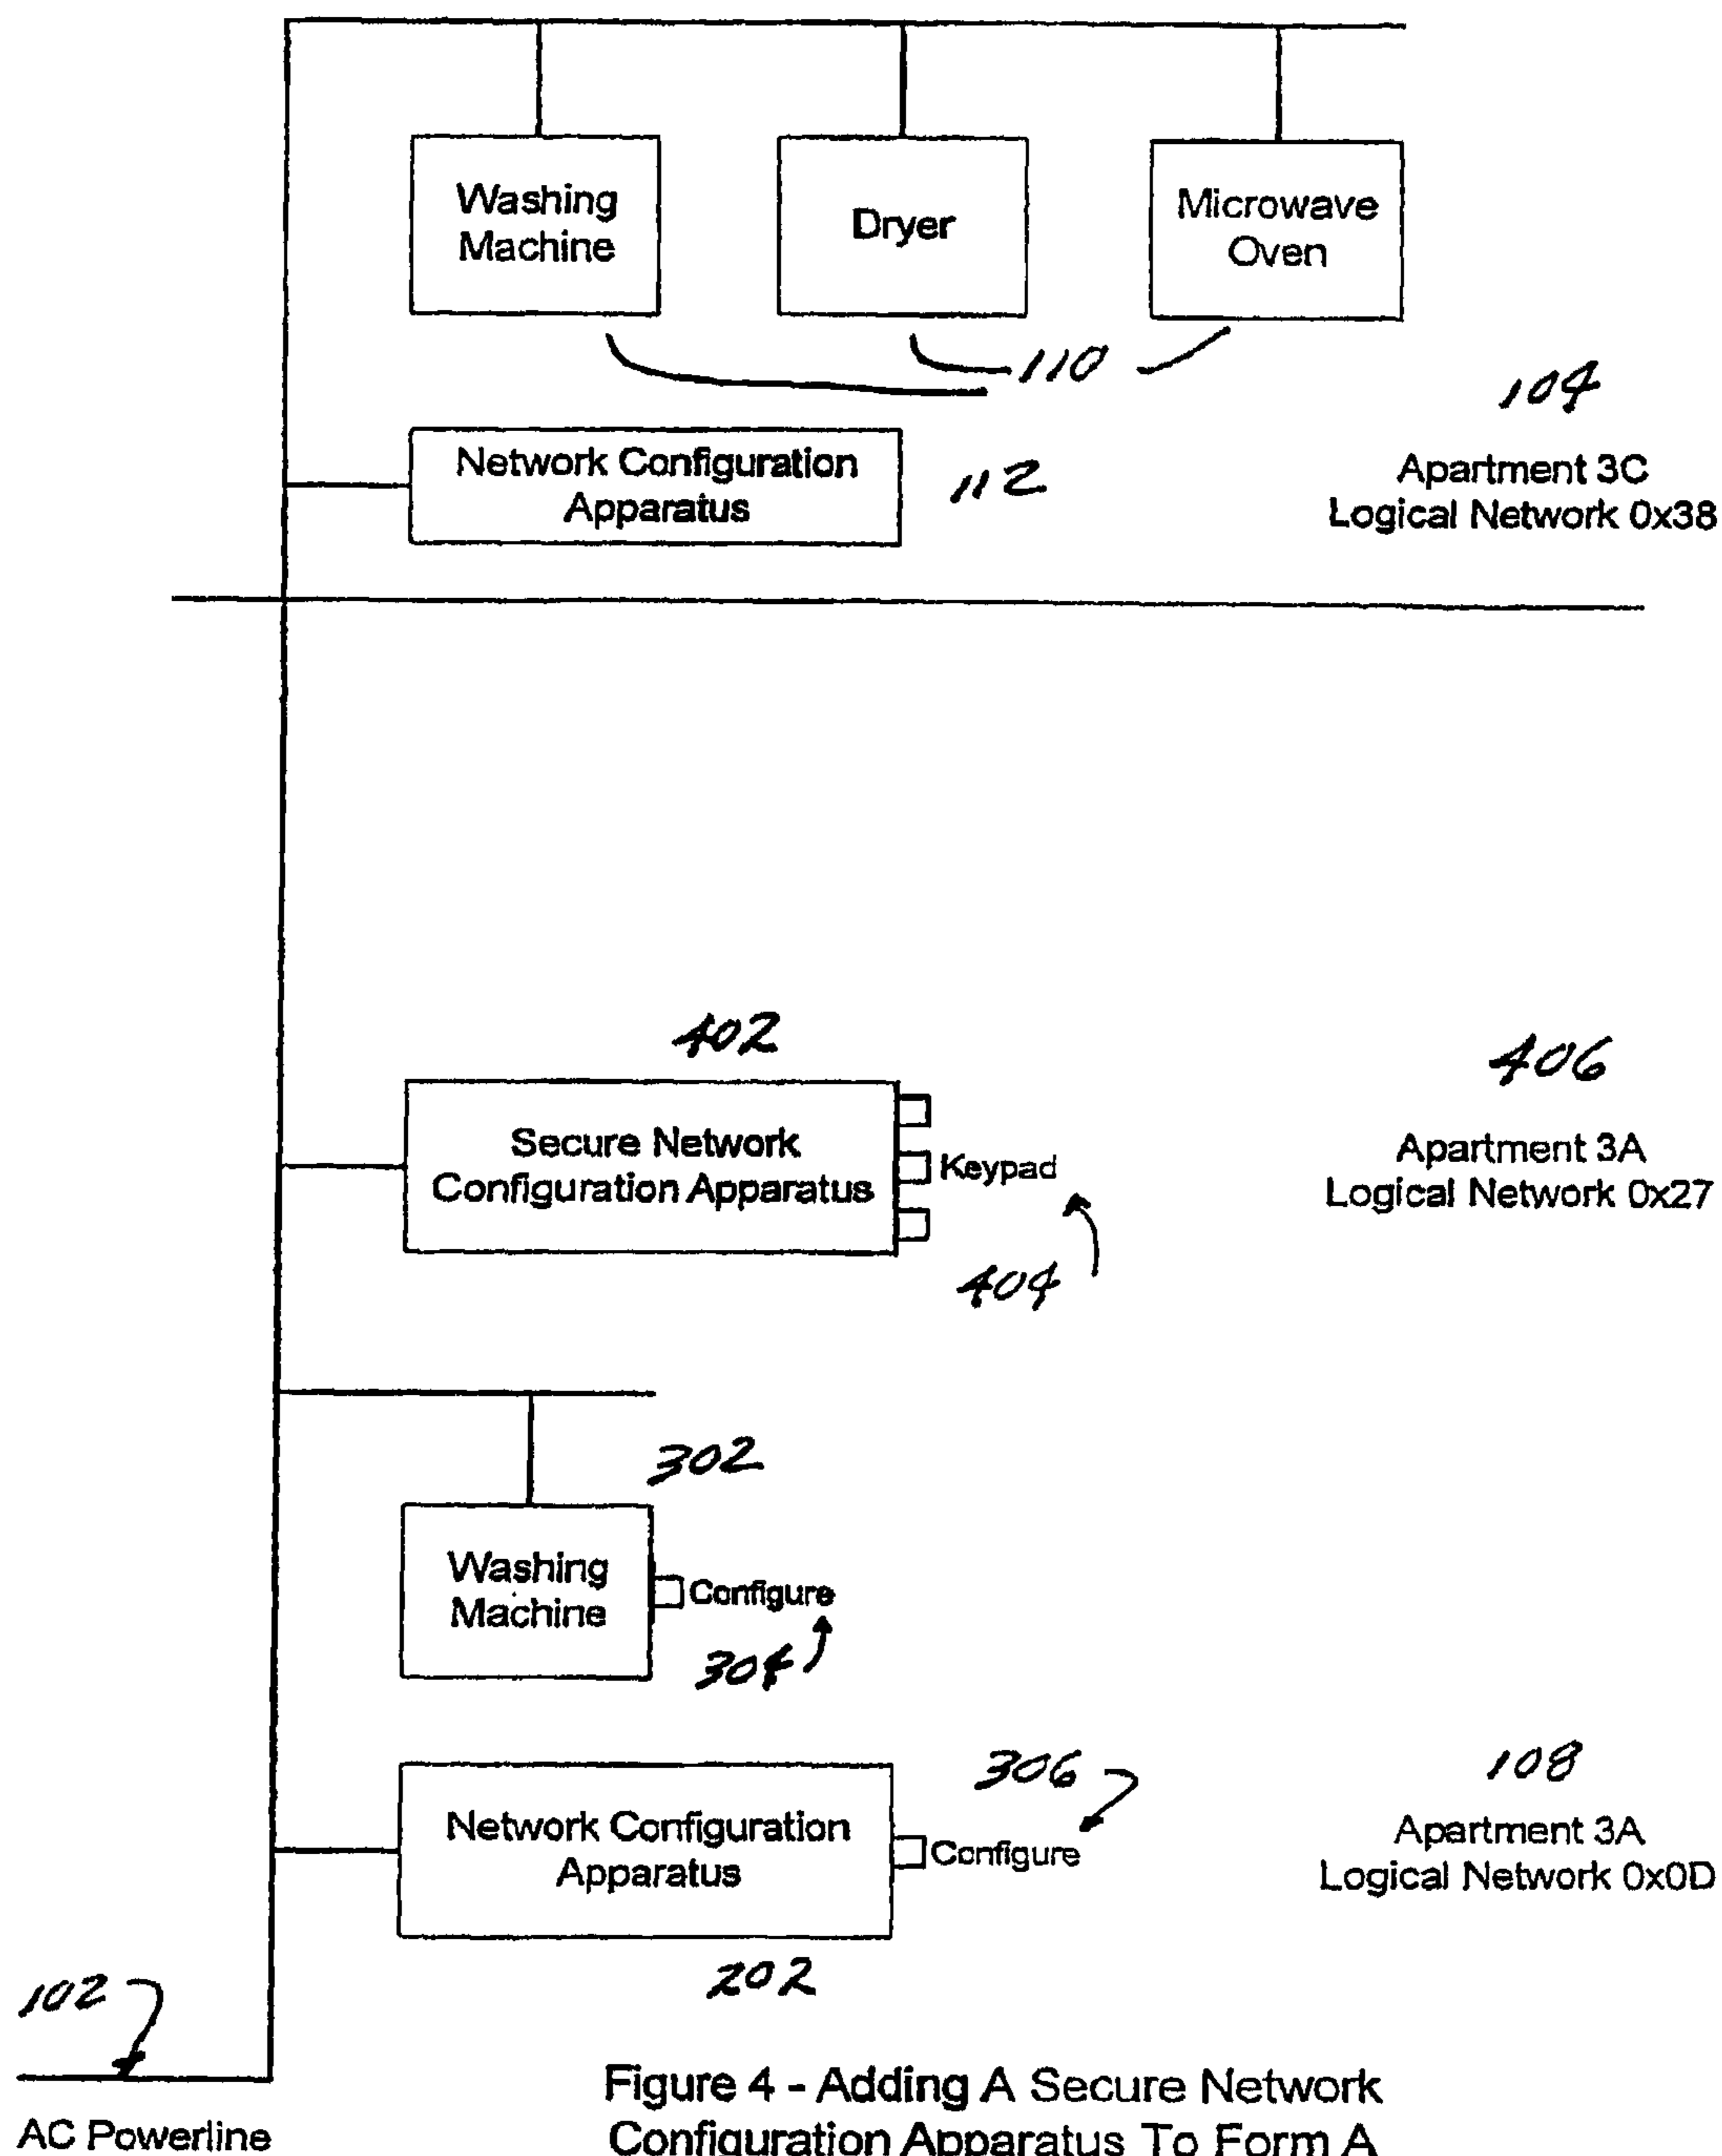 Washing
Machine
Dryer
Microwave
Oven
110
104
Network Configuration
Apparatus
112
Apartment 3C
Logical Network 0x38
402
406
Secure Network
Configuration Apparatus
Keypad
Apartment 3A
Logical Network 0x27
404
302
Washing
Machine
Configure
304
306
108
Network Configuration
Apparatus
Configure
Apartment 3A
Logical Network 0x0D
202
102
AC Powerline
Figure 4 - Adding A Secure Network
Configuration Apparatus To Form A